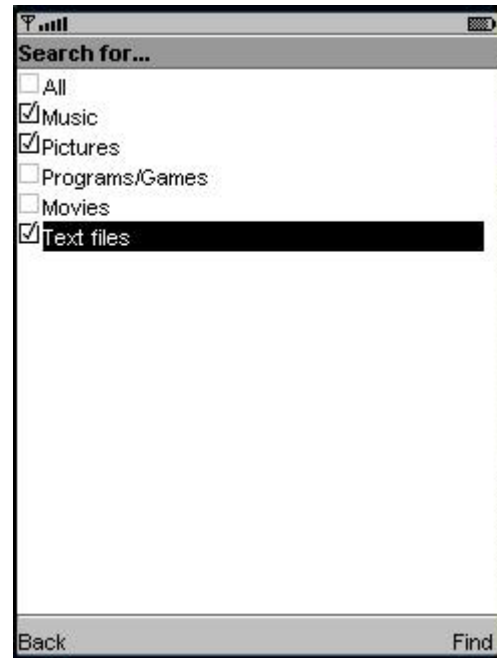 Search for...
All
Music
Pictures
Programs/Games
Movies
Text files
Back Find